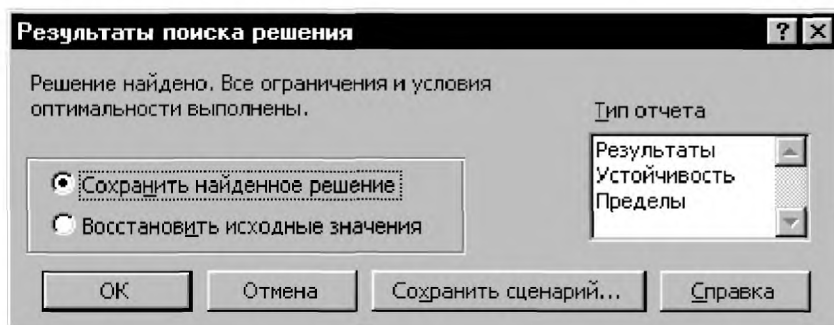 Результаты поиска решения
Решение найдено. Все ограничения и условия
оптимальности выполнены.
Тип отчета
Результаты
Устойчивость
Пределы
Сохранить найденное решение
Восстановить исходные значения
ОК
Отмена
Сохранить сценарий...
Справка